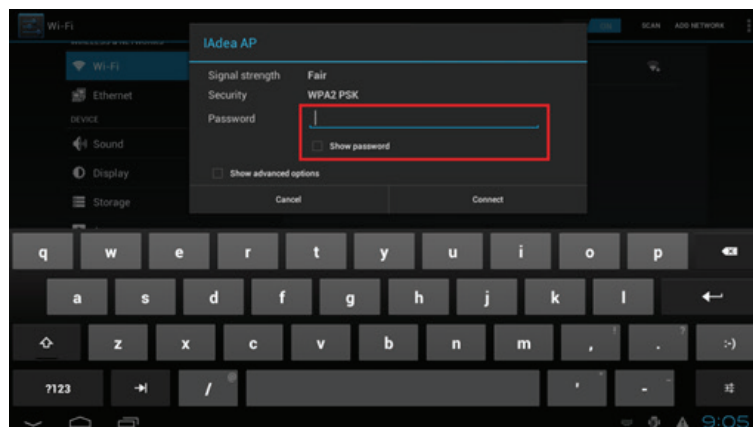 Wi-Fi
ON
SCAN
ADD NETWORK
IAdea AP
Wi-Fi
Signal strength Fair
Ethernet
Security WPA2 PSK
DEVICE
Password
Sound
Show password
Display
Show advanced options
Storage
Cancel
Connect
q w e r t y u i o p
a s d f g h j k l
z x c v b n m , ! . ? :-)
?123 / @ ' -
9:05